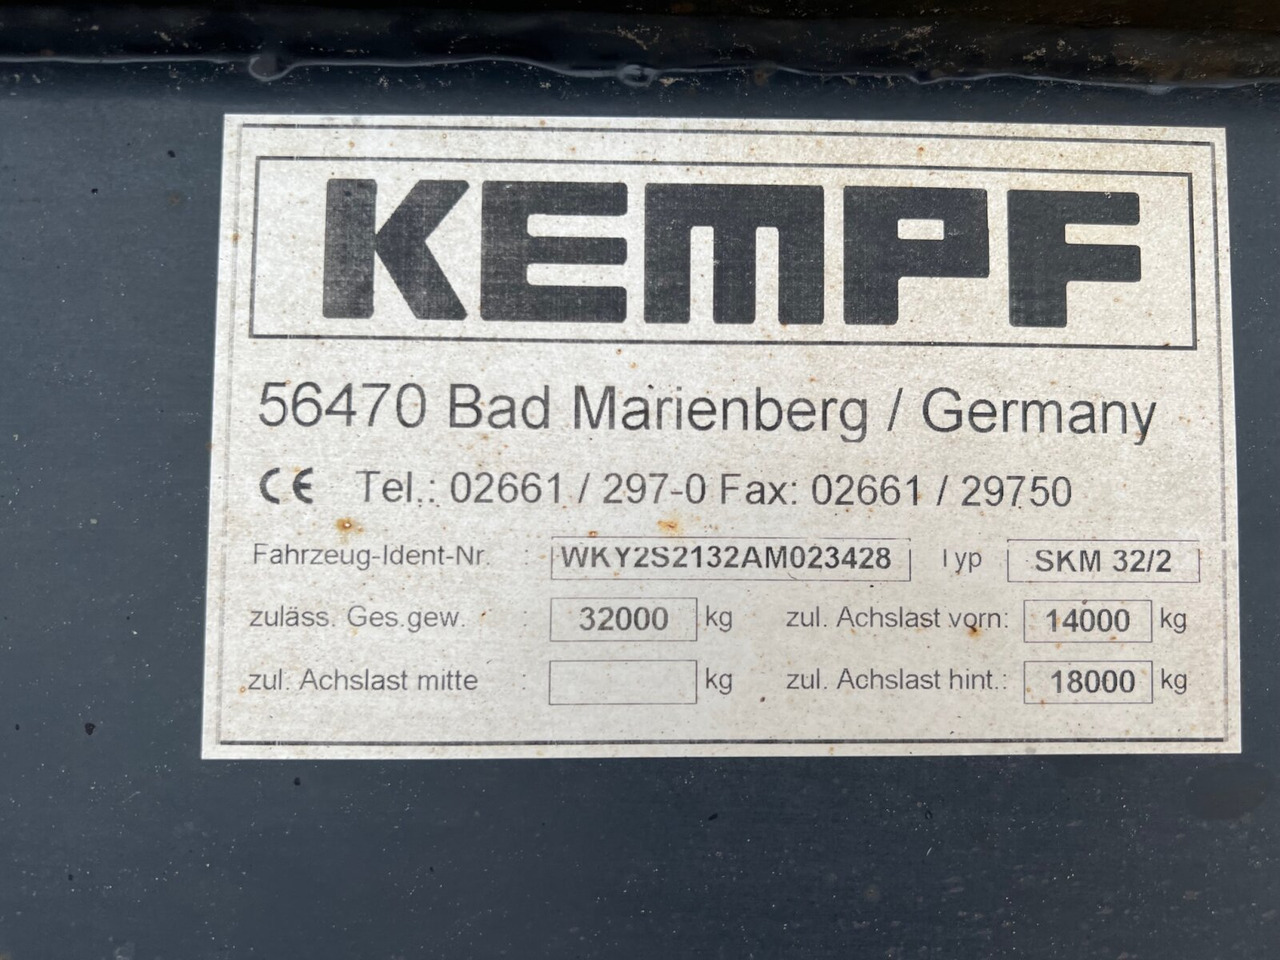 KEMPF
56470 Bad Marienberg / Germany
CE Tel.: 02661 / 297-0 Fax: 02661 / 29750
Fahrzeug-Ident-Nr. : WKY2S2132AM023428 Typ SKM 32/2
zuläss. Ges.gew. : 32000 kg zul. Achslast vorn: 14000 kg
zul. Achslast mitte : kg zul. Achslast hint.: 18000 kg